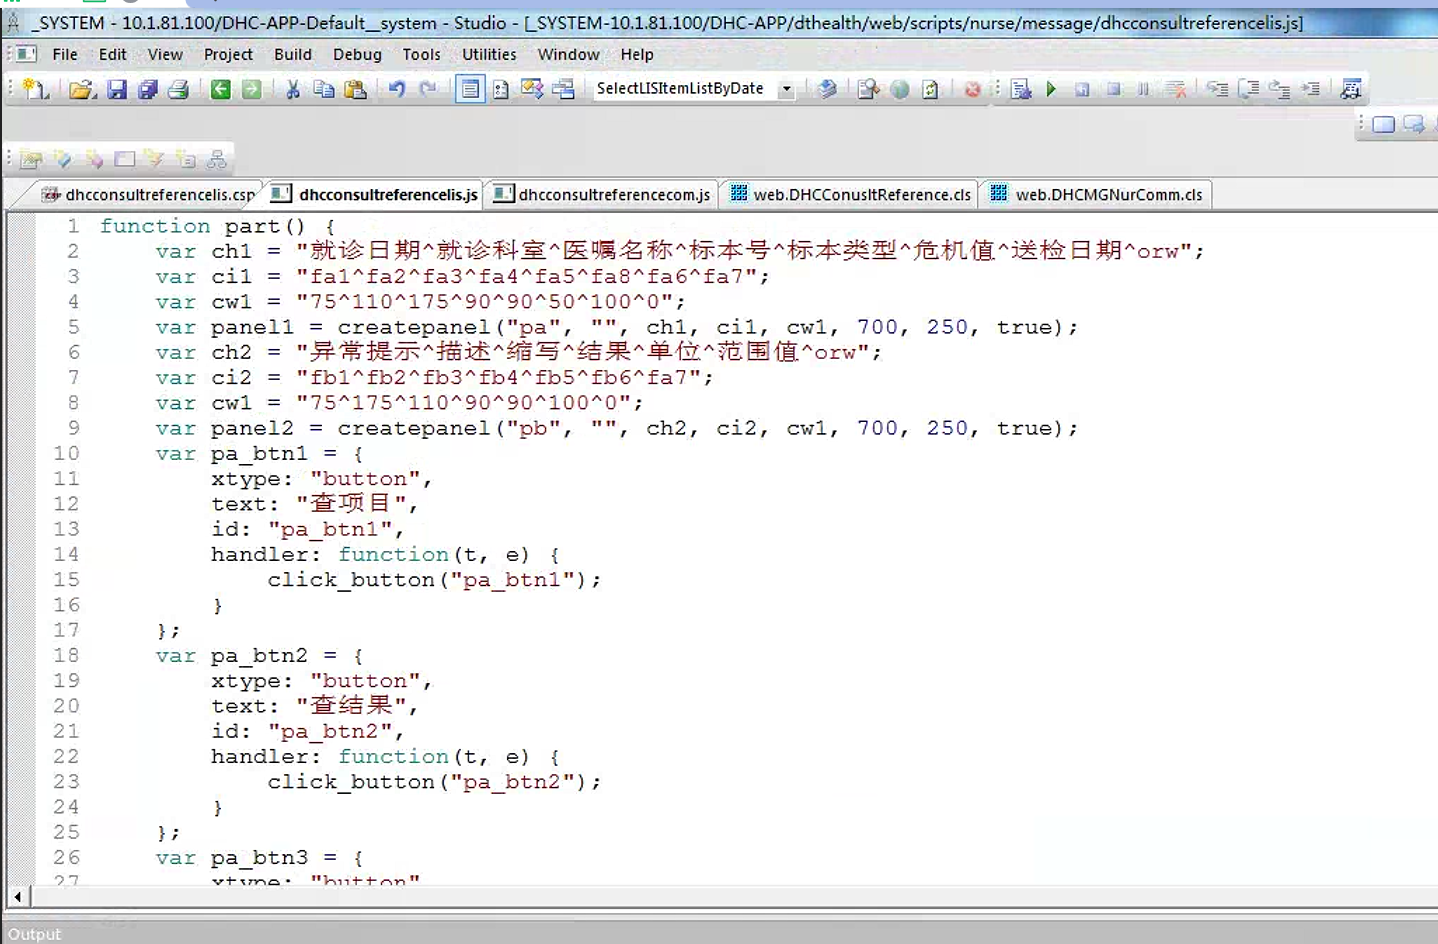 _SYSTEM - 10.1.81.100/DHC-APP-Default__system - Studio - [_SYSTEM-10.1.81.100/DHC-APP/dthealth/web/scripts/nurse/message/dhcconsultreferencelis.js]
File Edit View Project Build Debug Tools Utilities Window Help
SelectLISItemListByDate
dhcconsultreferencelis.csp dhcconsultreferencelis.js dhcconsultreferencecom.js web.DHCConusltReference.cls web.DHCMGNurComm.cls
1 function part() {
2 var ch1 = "就诊日期^就诊科室^医嘱名称^标本号^标本类型^危机值^送检日期^orw";
3 var ci1 = "fa1^fa2^fa3^fa4^fa5^fa8^fa6^fa7";
4 var cw1 = "75^110^175^90^90^50^100^0";
5 var panel1 = createpanel("pa", "", ch1, ci1, cw1, 700, 250, true);
6 var ch2 = "异常提示^描述^缩写^结果^单位^范围值^orw";
7 var ci2 = "fb1^fb2^fb3^fb4^fb5^fb6^fa7";
8 var cw1 = "75^175^110^90^90^100^0";
9 var panel2 = createpanel("pb", "", ch2, ci2, cw1, 700, 250, true);
10 var pa_btn1 = {
11 xtype: "button",
12 text: "查项目",
13 id: "pa_btn1",
14 handler: function(t, e) {
15 click_button("pa_btn1");
16 }
17 };
18 var pa_btn2 = {
19 xtype: "button",
20 text: "查结果",
21 id: "pa_btn2",
22 handler: function(t, e) {
23 click_button("pa_btn2");
24 }
25 };
26 var pa_btn3 = {
27 xtype: "button"
Output